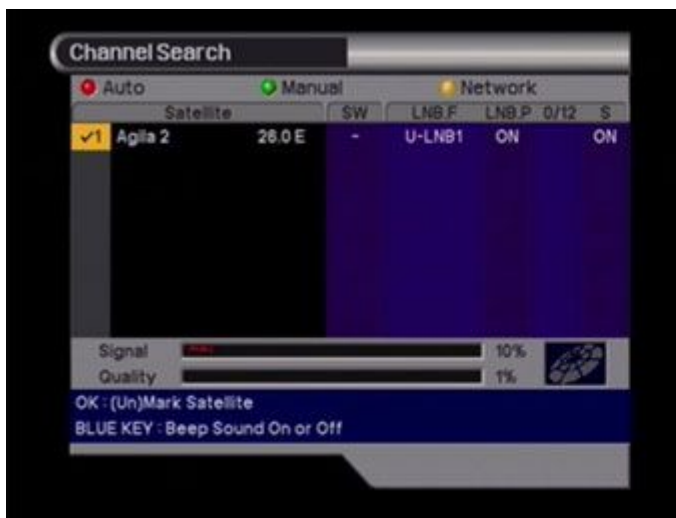 Channel Search
Auto Manual Network
Satellite SW LNB.F LNB.P 0/12 S
✓1 Agila 2 26.0 E - U-LNB1 ON ON
Signal 10%
Quality 1%
OK : (Un)Mark Satellite
BLUE KEY : Beep Sound On or Off